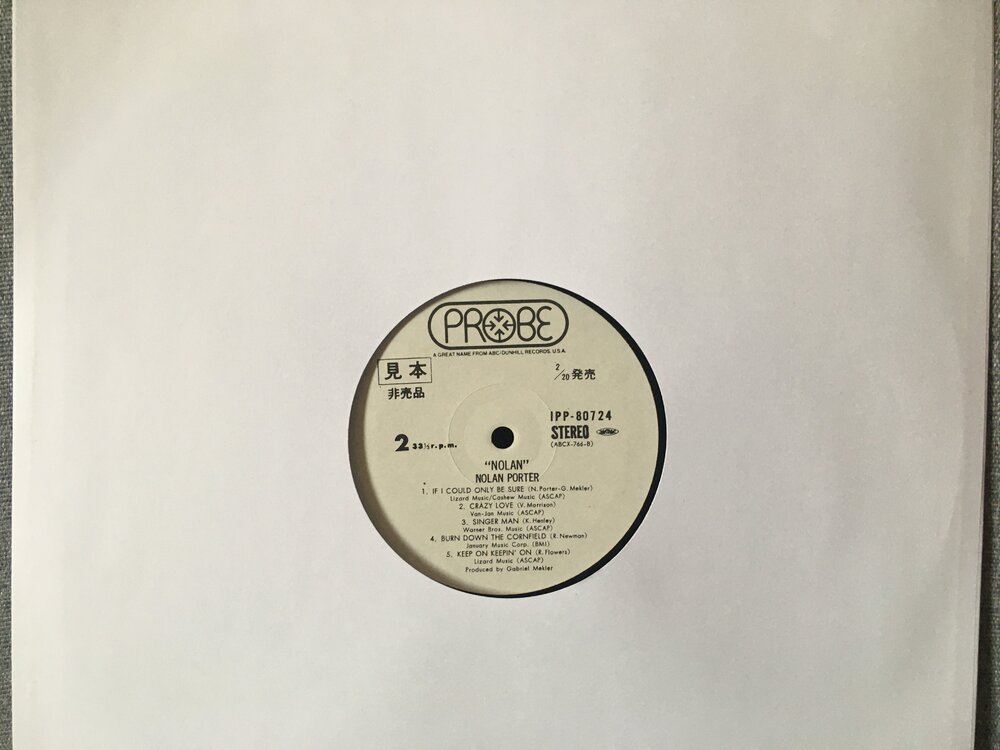 PROBE
A GREAT NAME FROM ABC/DUNHILL RECORDS. U.S.A.
見本
非売品
2/20 発売
IPP-80724
STEREO
(ABCX-766-B)
2 33⅓ r.p.m.
"NOLAN"
NOLAN PORTER
1. IF I COULD ONLY BE SURE (N. Porter-G. Mekler)
Lizard Music/Cashew Music (ASCAP)
2. CRAZY LOVE (V. Morrison)
Van-Jan Music (ASCAP)
3. SINGER MAN (K. Henley)
Warner Bros. Music (ASCAP)
4. BURN DOWN THE CORNFIELD (R. Newman)
January Music Corp. (BMI)
5. KEEP ON KEEPIN' ON (R. Flowers)
Lizard Music (ASCAP)
Produced by Gabriel Mekler